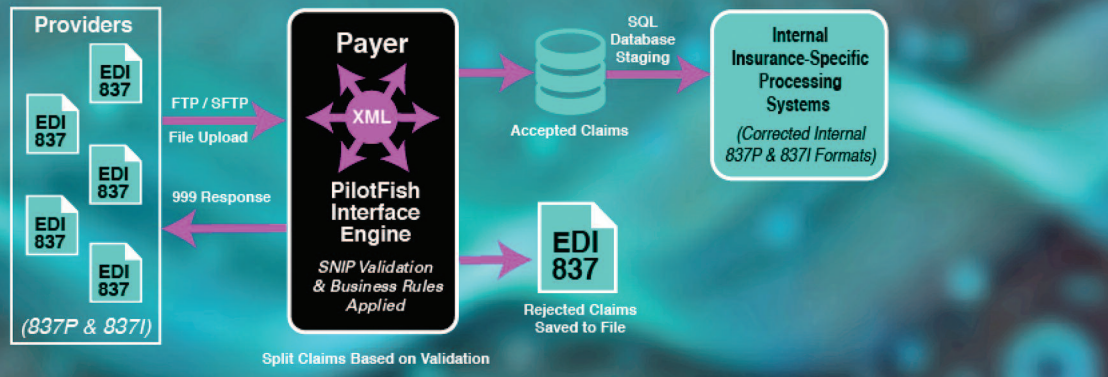 Providers
EDI
837
EDI
837
EDI
837
EDI
837
EDI
837
(837P & 837I)
FTP / SFTP
File Upload
999 Response
Payer
XML
PilotFish
Interface
Engine
SNIP Validation
& Business Rules
Applied
Split Claims Based on Validation
Accepted Claims
SQL
Database
Staging
Internal
Insurance-Specific
Processing
Systems
(Corrected Internal
837P & 837I Formats)
EDI
837
Rejected Claims
Saved to File